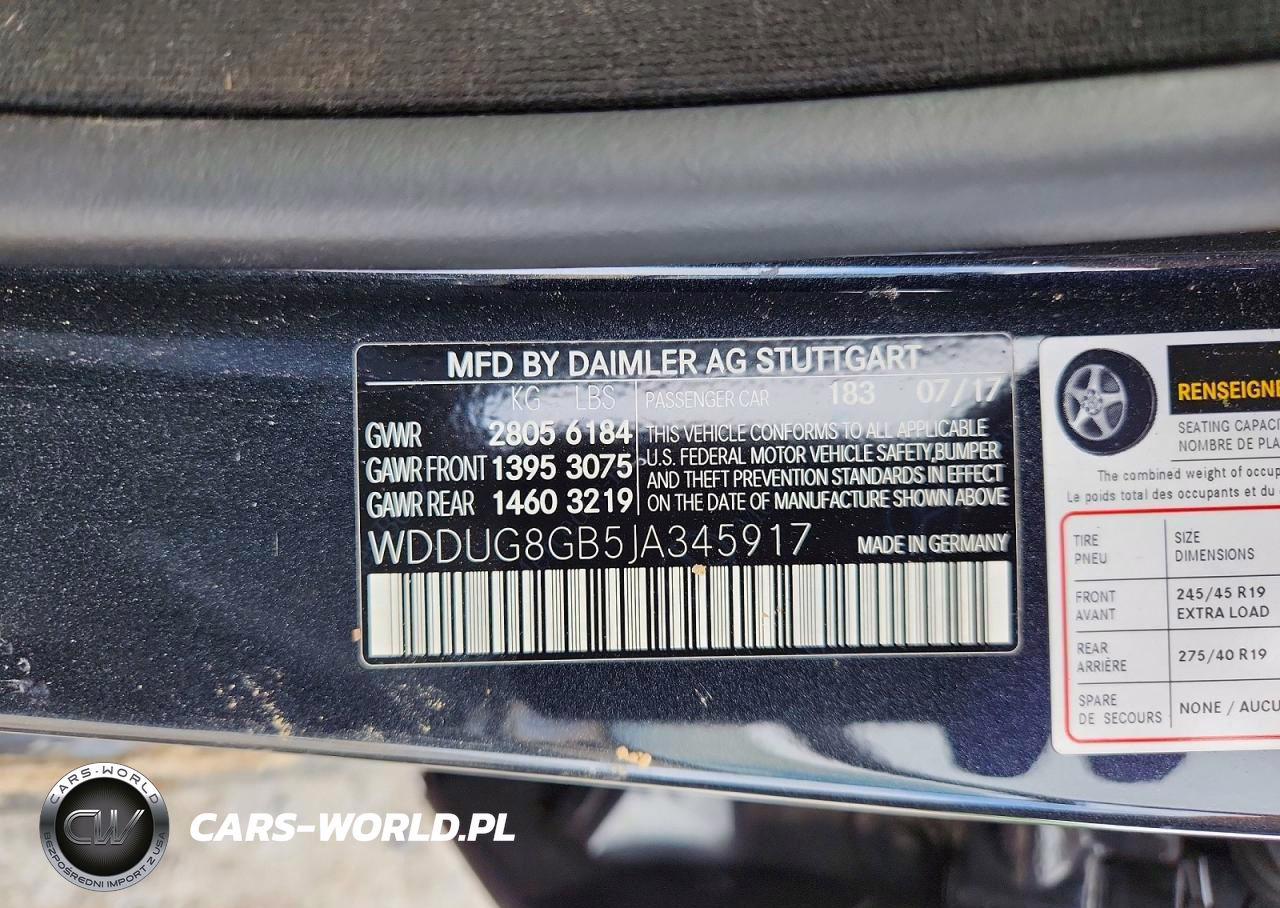 MFD BY DAIMLER AG STUTTGART
KG LBS
PASSENGER CAR 183 07/17
GVWR 2805 6184
GAWR FRONT 1395 3075
GAWR REAR 1460 3219
THIS VEHICLE CONFORMS TO ALL APPLICABLE
U.S. FEDERAL MOTOR VEHICLE SAFETY,BUMPER
AND THEFT PREVENTION STANDARDS IN EFFECT
ON THE DATE OF MANUFACTURE SHOWN ABOVE
WDDUG8GB5JA345917 MADE IN GERMANY
RENSEIGNE
SEATING CAPACI
NOMBRE DE PLA
The combined weight of occup
Le poids total des occupants et du
TIRE
PNEU
SIZE
DIMENSIONS
FRONT
AVANT
245/45 R19
EXTRA LOAD
REAR
ARRIÈRE
275/40 R19
SPARE
DE SECOURS
NONE / AUCU
CARS-WORLD
CW
BEZPOŚREDNI IMPORT Z USA
CARS-WORLD.PL